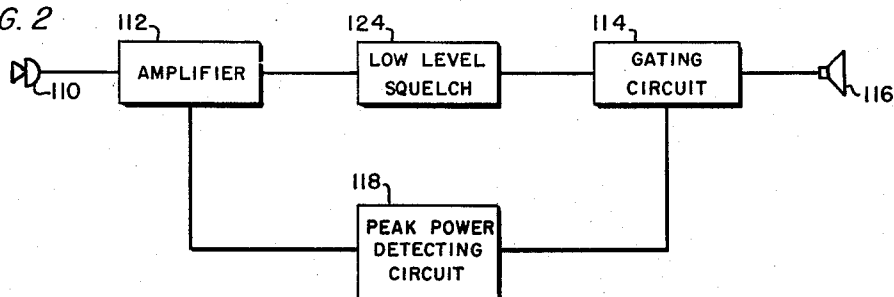 G. 2
112
124
114
AMPLIFIER
LOW LEVEL
SQUELCH
GATING
CIRCUIT
110
116
118
PEAK POWER
DETECTING
CIRCUIT